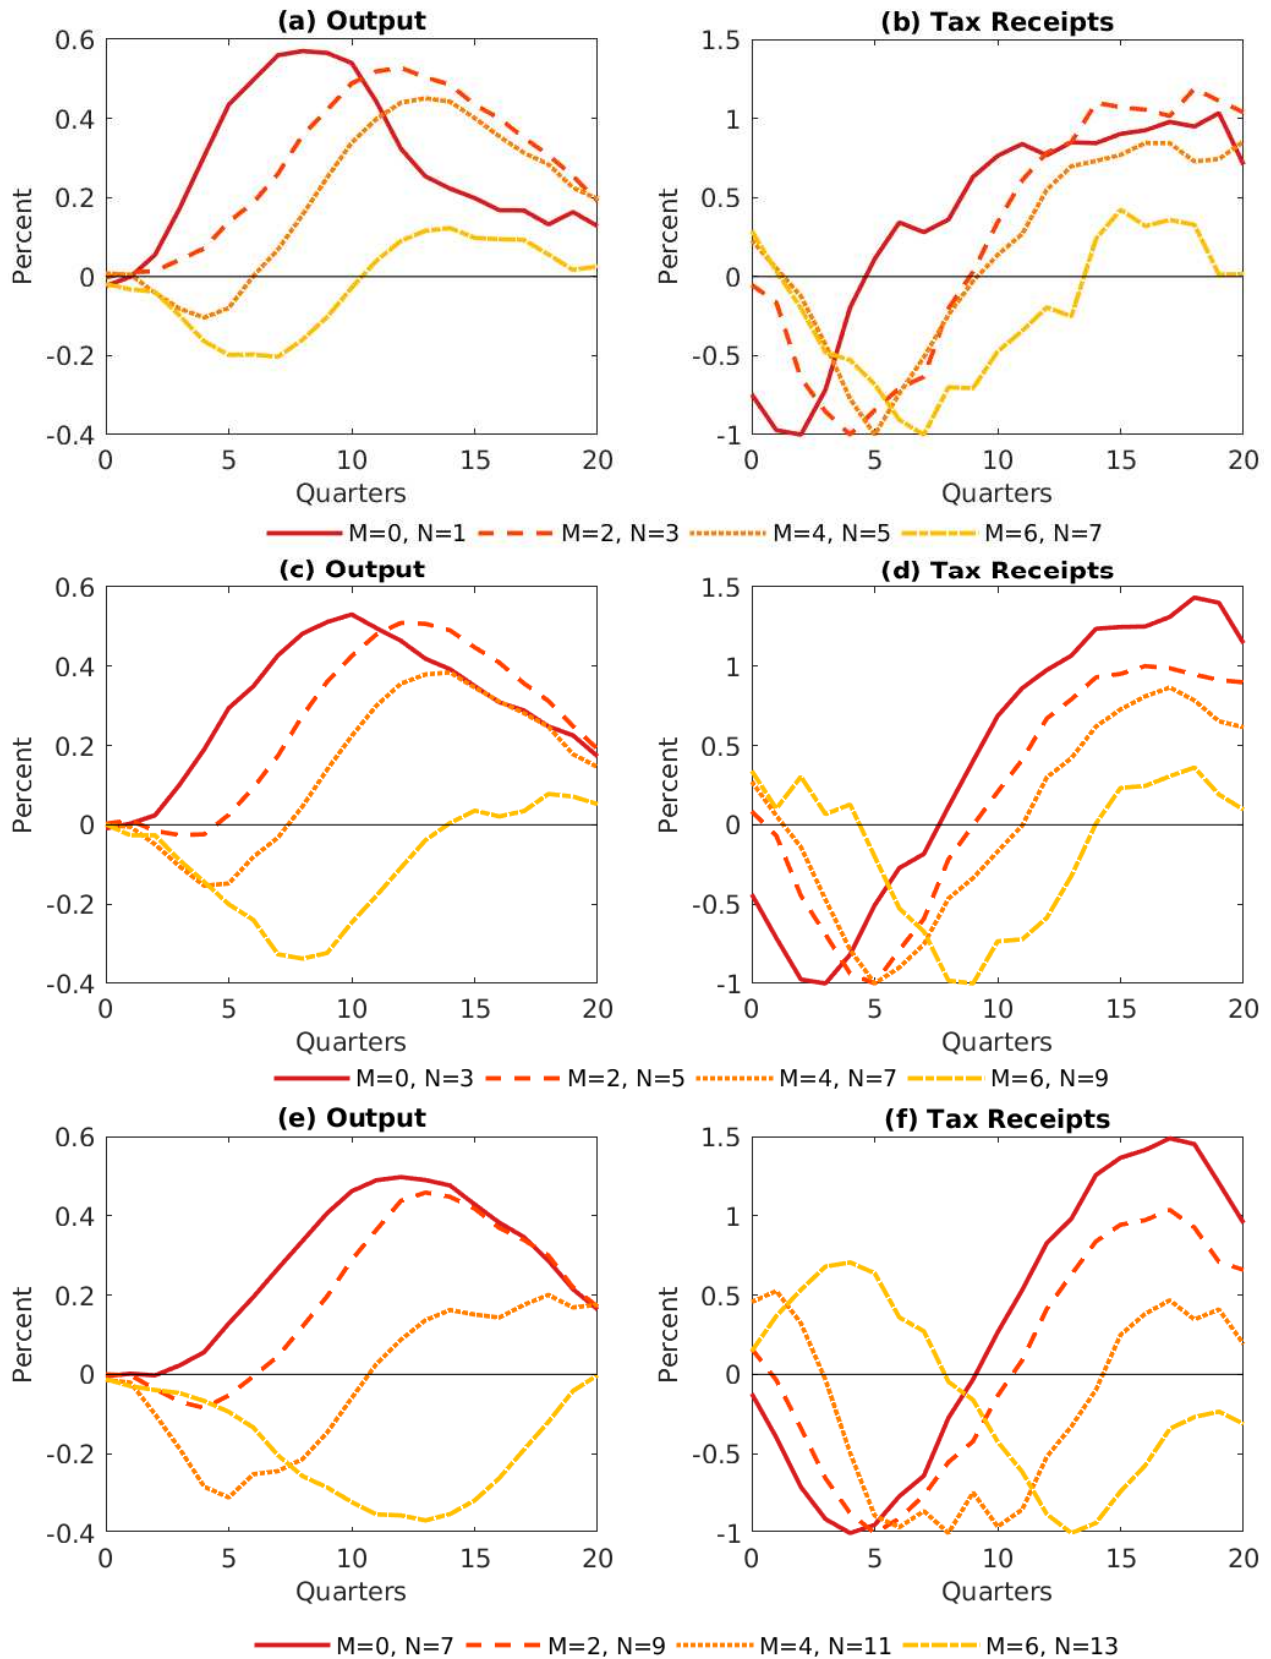 (a) Output (b) Tax Receipts
0.6 1.5
0.4 1
0.2 0.5
0 0
-0.2 -0.5
-0.4 -1
Percent Percent
0 5 10 15 20 0 5 10 15 20
Quarters Quarters
M=0, N=1 M=2, N=3 M=4, N=5 M=6, N=7
(c) Output (d) Tax Receipts
0.6 1.5
0.4 1
0.2 0.5
0 0
-0.2 -0.5
-0.4 -1
Percent Percent
0 5 10 15 20 0 5 10 15 20
Quarters Quarters
M=0, N=3 M=2, N=5 M=4, N=7 M=6, N=9
(e) Output (f) Tax Receipts
0.6 1.5
0.4 1
0.2 0.5
0 0
-0.2 -0.5
-0.4 -1
Percent Percent
0 5 10 15 20 0 5 10 15 20
Quarters Quarters
M=0, N=7 M=2, N=9 M=4, N=11 M=6, N=13